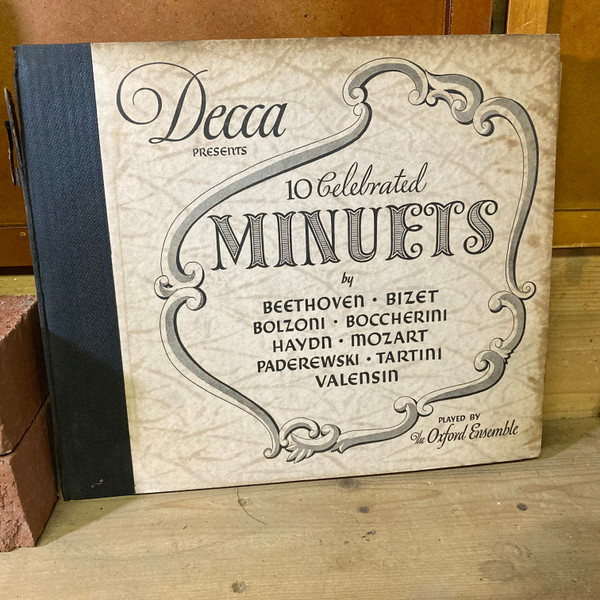 Decca
PRESENTS
10 Celebrated
MINUETS
by
BEETHOVEN · BIZET
BOLZONI · BOCCHERINI
HAYDN · MOZART
PADEREWSKI · TARTINI
VALENSIN
PLAYED BY
The Oxford Ensemble